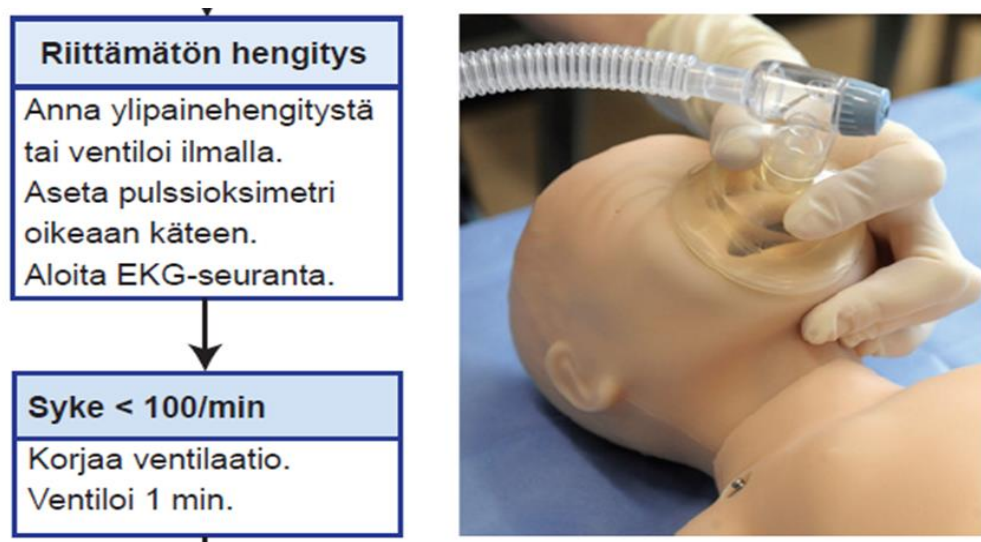 Riittämätön hengitys
Anna ylipainehengitystä
tai ventiloi ilmalla.
Aseta pulssioksimetri
oikeaan käteen.
Aloita EKG-seuranta.
Syke < 100/min
Korjaa ventilaatio.
Ventiloi 1 min.